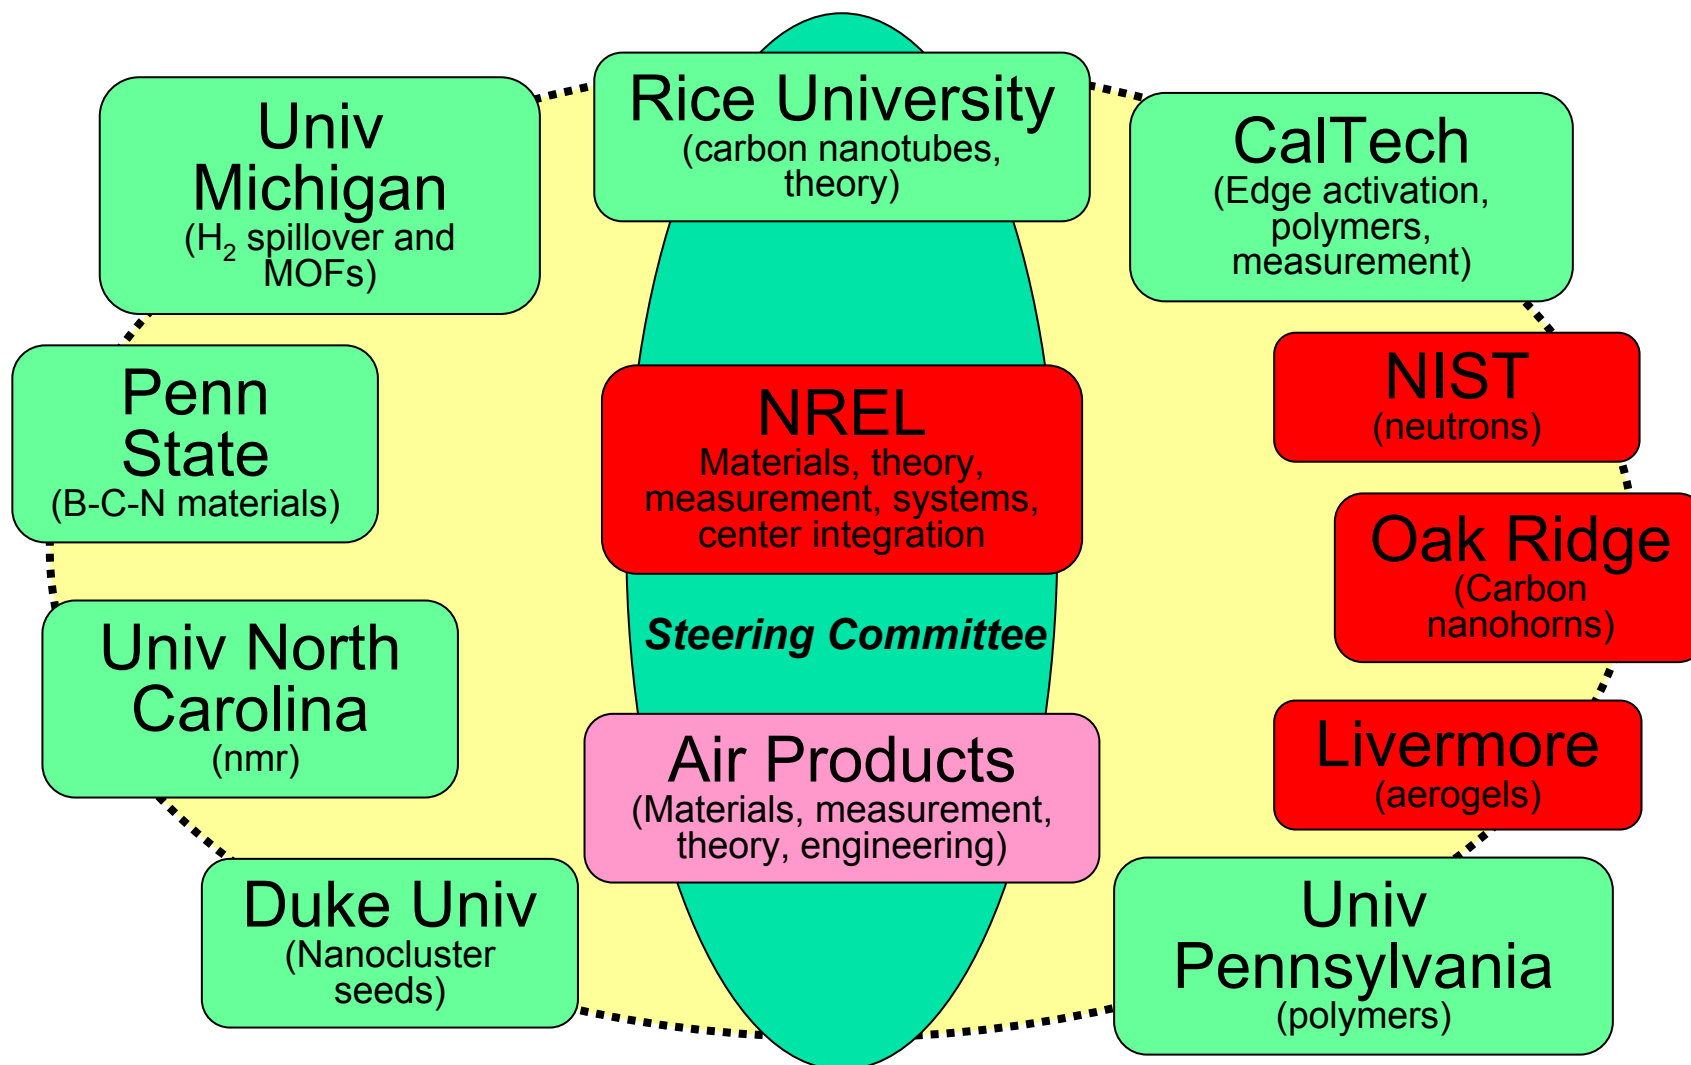 Rice University
(carbon nanotubes,
theory)
Univ
Michigan
(H₂ spillover and
MOFs)
CalTech
(Edge activation,
polymers,
measurement)
Penn
State
(B-C-N materials)
NREL
Materials, theory,
measurement, systems,
center integration
NIST
(neutrons)
Oak Ridge
(Carbon
nanohorns)
Univ North
Carolina
(nmr)
Steering Committee
Air Products
(Materials, measurement,
theory, engineering)
Livermore
(aerogels)
Duke Univ
(Nanocluster
seeds)
Univ
Pennsylvania
(polymers)